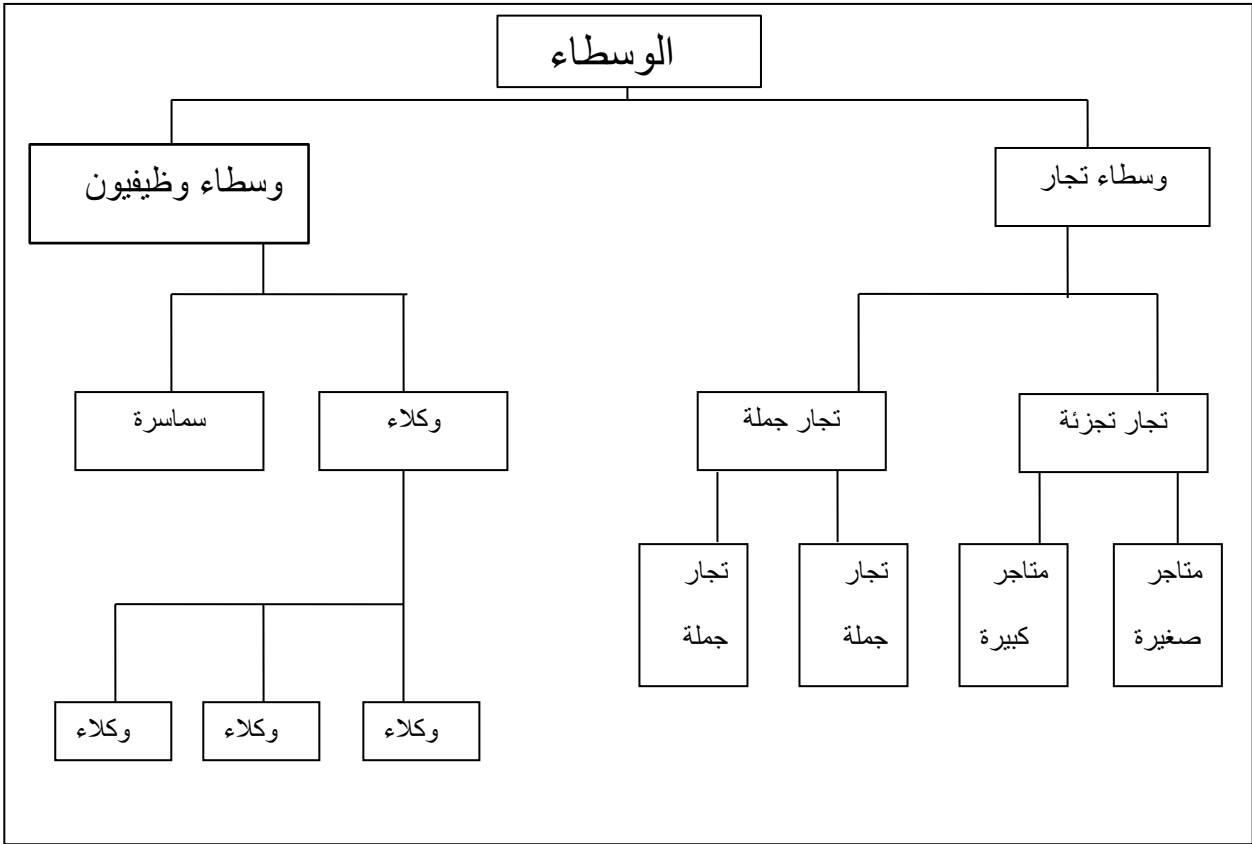 الوسطاء
وسطاء تجار
وسطاء وظيفيون
تجار تجزئة
تجار جملة
وكلاء
سماسرة
متاجر
صغيرة
متاجر
كبيرة
تجار
جملة
تجار
جملة
وكلاء
وكلاء
وكلاء